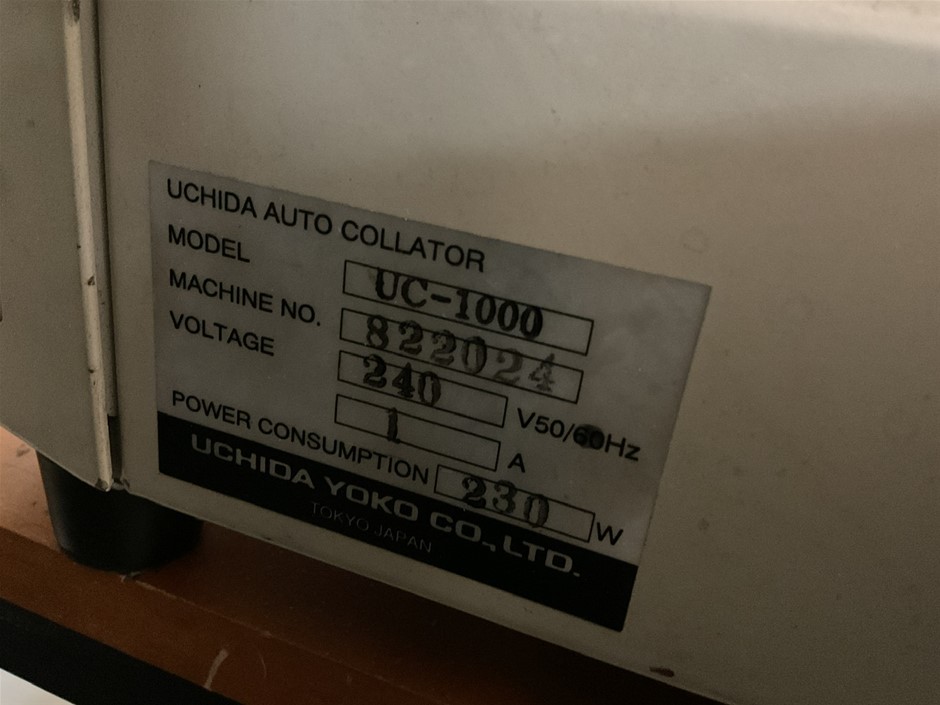 UCHIDA AUTO COLLATOR
MODEL UC-1000
MACHINE NO. 822024
VOLTAGE 240 V50/60Hz
1 A
POWER CONSUMPTION 230 W
UCHIDA YOKO CO.,LTD.
TOKYO JAPAN